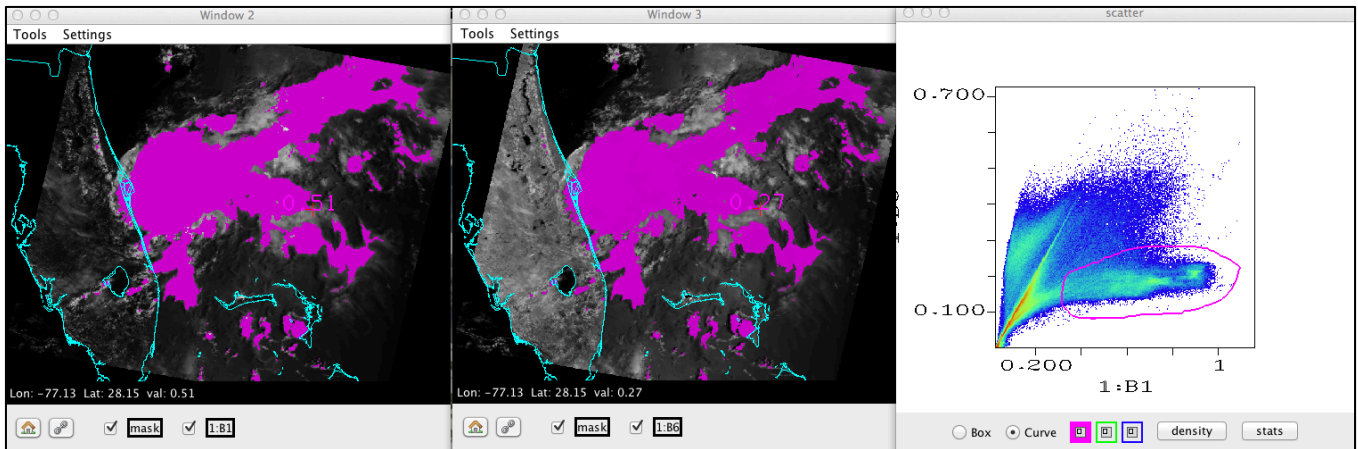 Window 2
Tools Settings
0.51
Lon: -77.13 Lat: 28.15 val: 0.51
mask 1:B1
Window 3
Tools Settings
0.27
Lon: -77.13 Lat: 28.15 val: 0.27
mask 1:B6
scatter
0.700
0.100
0.200 1
1:B1
Box Curve density stats